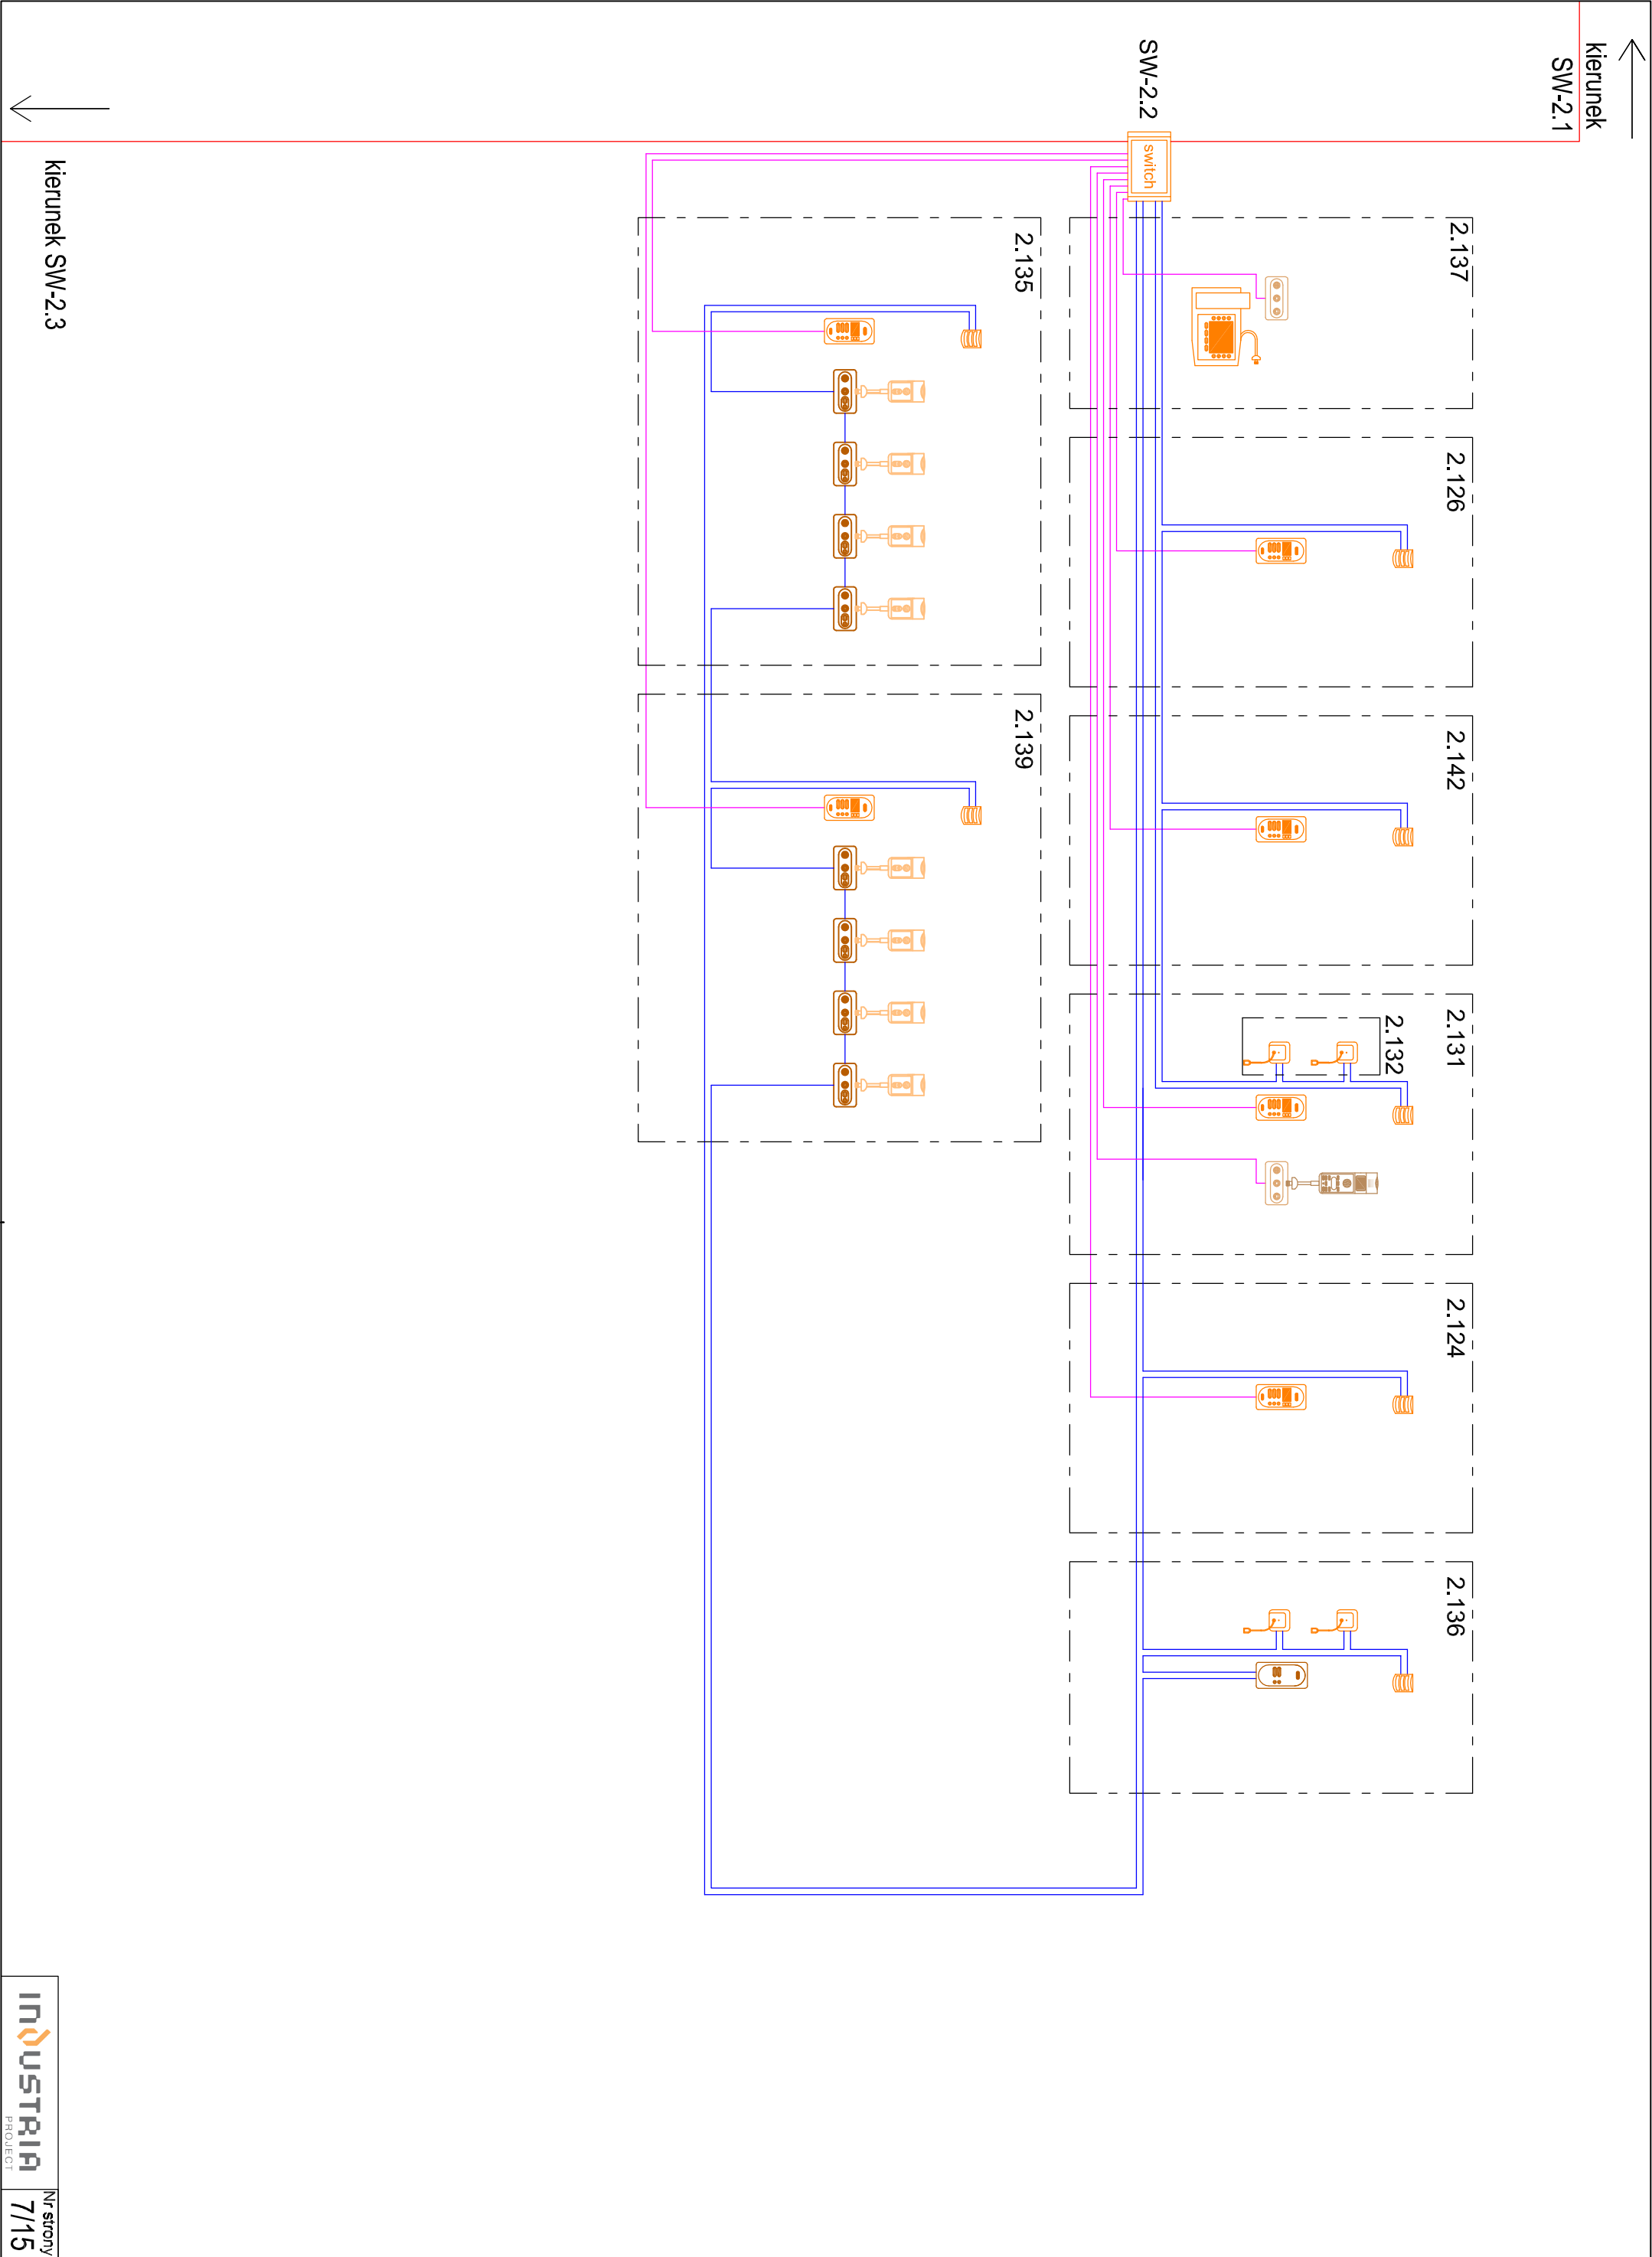 kierunek
SW-2.1
SW-2.2
switch
2.137
2.126
2.142
2.131
2.132
2.124
2.136
2.135
2.139
kierunek SW-2.3
INDUSTRIA
PROJECT
Nr strony
7/15